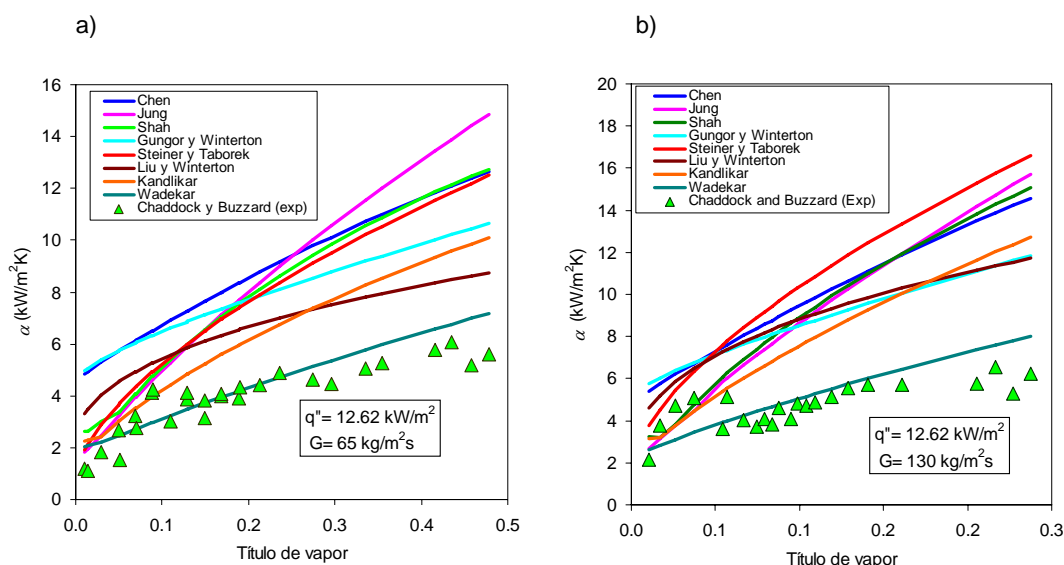 a)
16
14
12
10
8
6
4
2
0
α (kW/m²K)
Chen
Jung
Shah
Gungor y Winterton
Steiner y Taborek
Liu y Winterton
Kandlikar
Wadekar
Chaddock y Buzzard (exp)
q"= 12.62 kW/m²
G= 65 kg/m²s
0.0 0.1 0.2 0.3 0.4 0.5
Título de vapor
b)
20
18
16
14
12
10
8
6
4
2
0
α (kW/m²K)
Chen
Jung
Shah
Gungor y Winterton
Steiner y Taborek
Liu y Winterton
Kandlikar
Wadekar
Chaddock and Buzzard (Exp)
q"= 12.62 kW/m²
G= 130 kg/m²s
0.0 0.1 0.1 0.2 0.2 0.3
Título de vapor